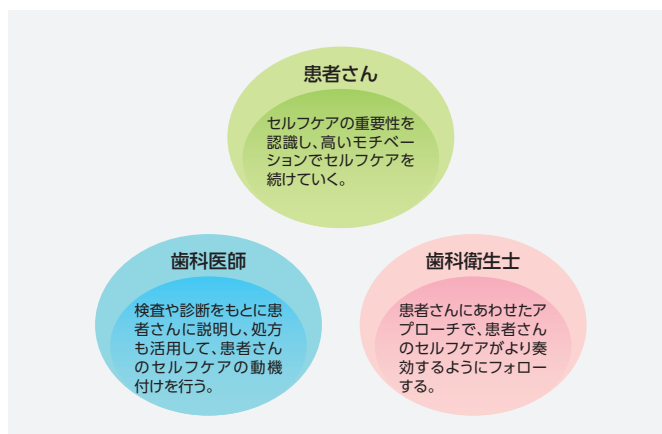 患者さん
セルフケアの重要性を
認識し、高いモチベー
ションでセルフケアを
続けていく。
歯科医師
検査や診断をもとに患
者さんに説明し、処方
も活用して、患者さん
のセルフケアの動機
付けを行う。
歯科衛生士
患者さんにあわせたア
プローチで、患者さん
のセルフケアがより奏
効するようにフォロー
する。